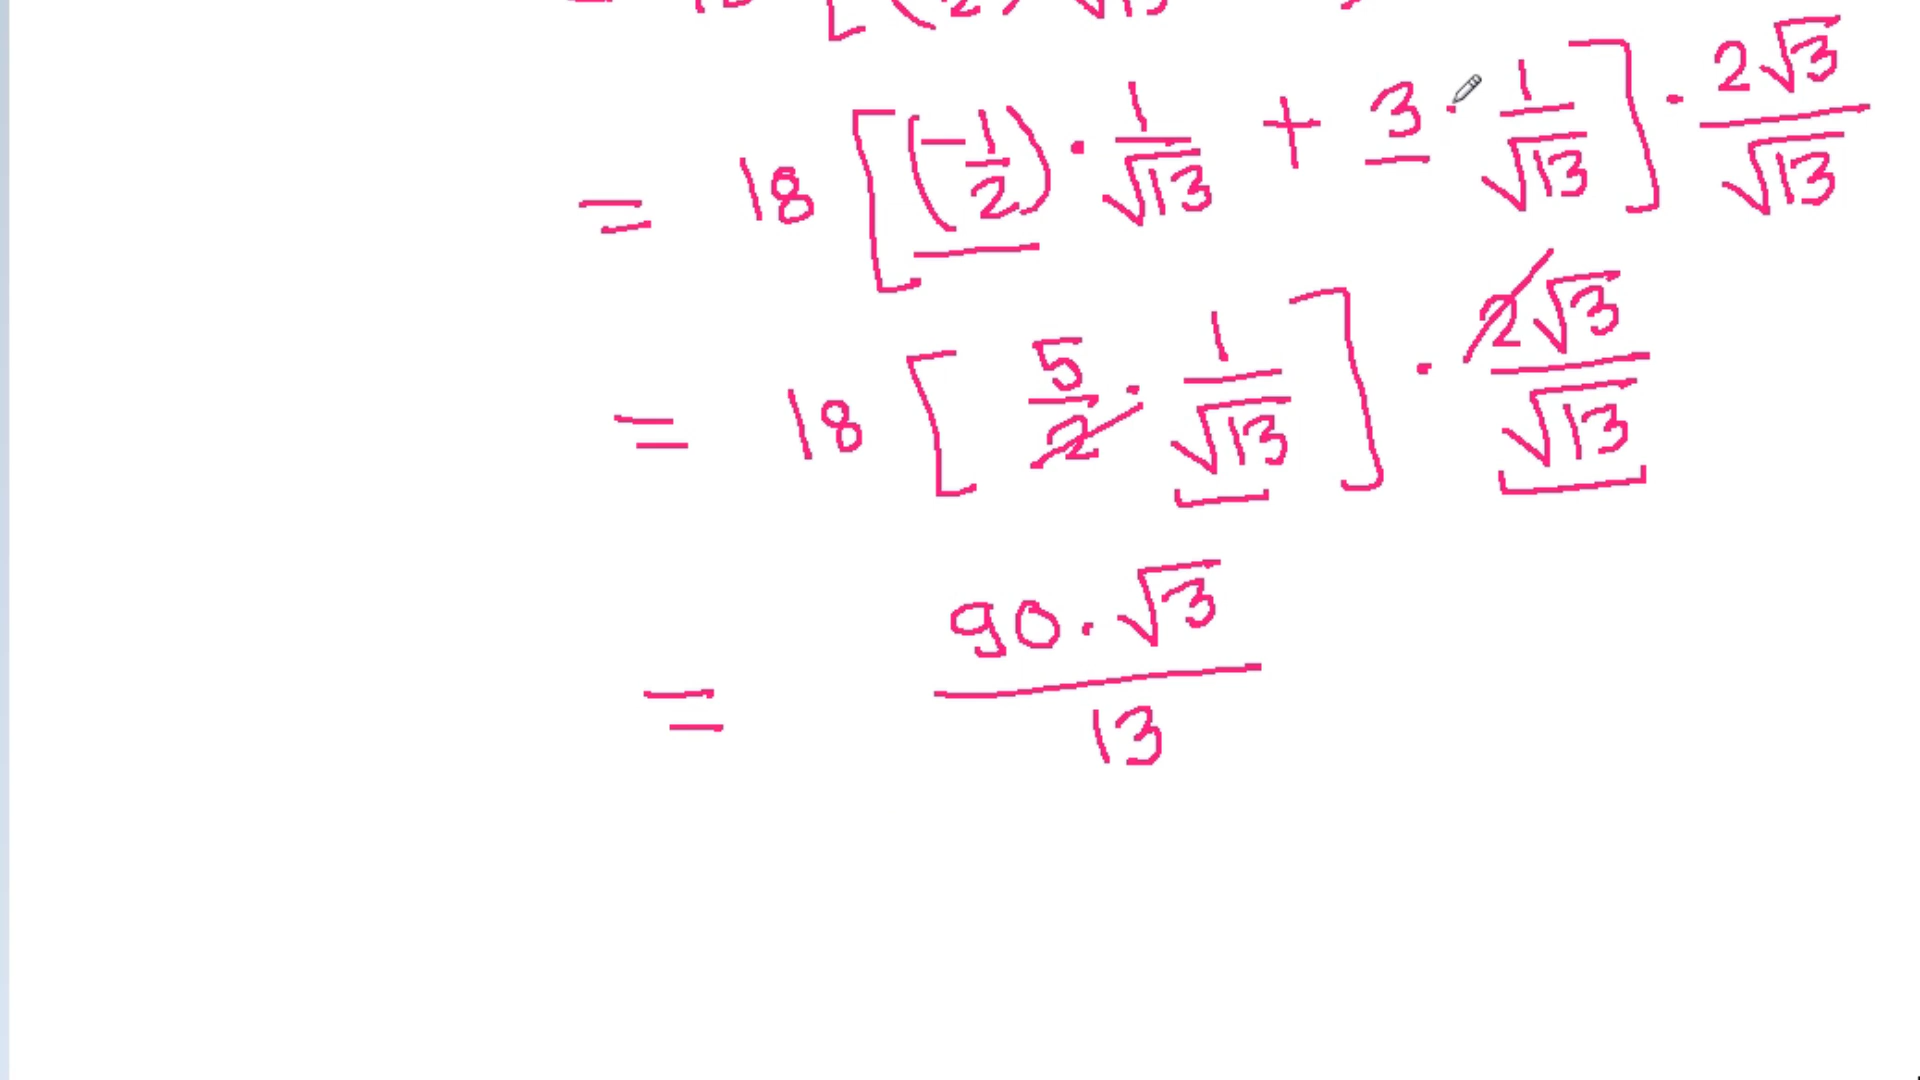 = 18 [(-1/2) · 1/√13 + 3 · 1/√13] · 2√3/√13
= 18 [5/2 · 1/√13] · 2√3/√13
= 90 · √3/13